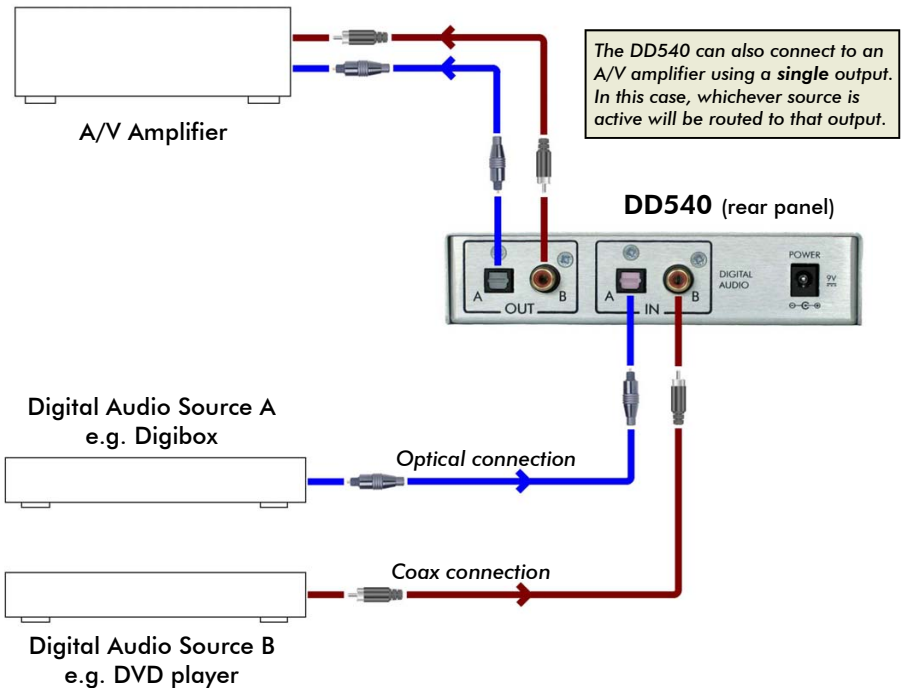 The DD540 can also connect to an
A/V amplifier using a single output.
In this case, whichever source is
active will be routed to that output.
A/V Amplifier
DD540 (rear panel)
POWER
9V
DIGITAL
AUDIO
A
B
OUT
A
B
IN
Digital Audio Source A
e.g. Digibox
Optical connection
Coax connection
Digital Audio Source B
e.g. DVD player